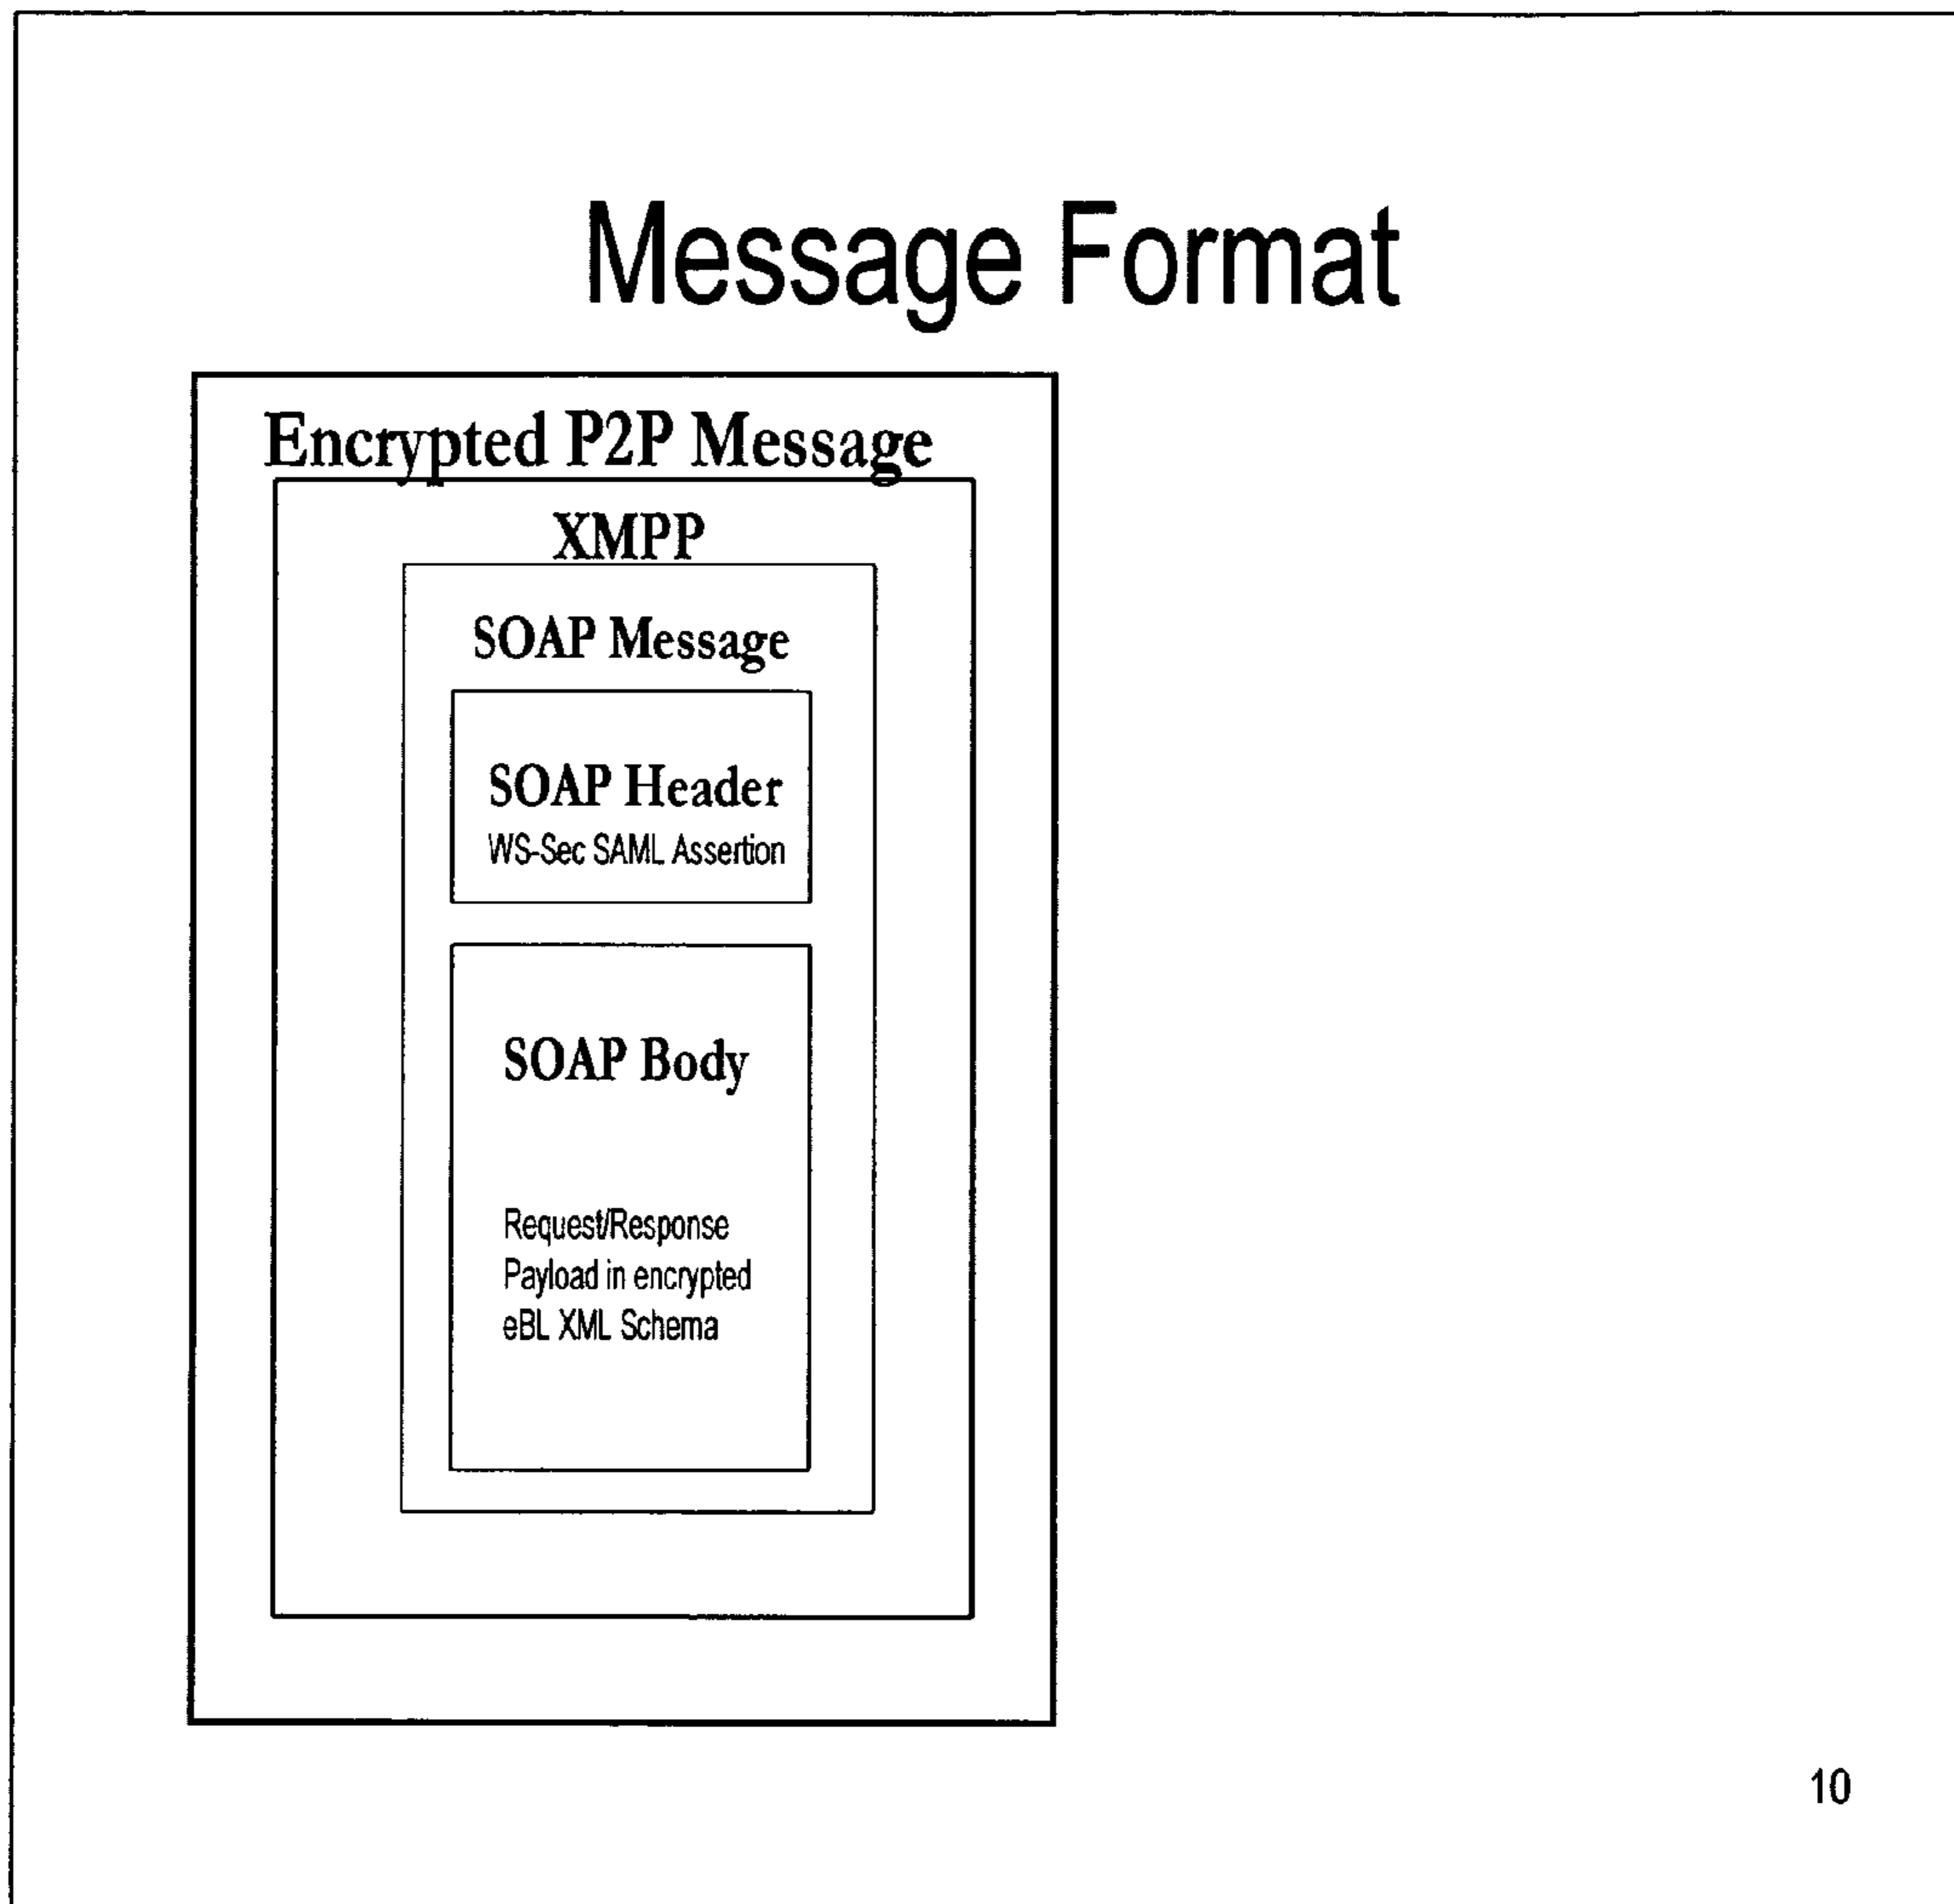 Message Format
Encrypted P2P Message
XMPP
SOAP Message
SOAP Header
WS-Sec SAML Assertion
SOAP Body
Request/Response
Payload in encrypted
eBL XML Schema
10